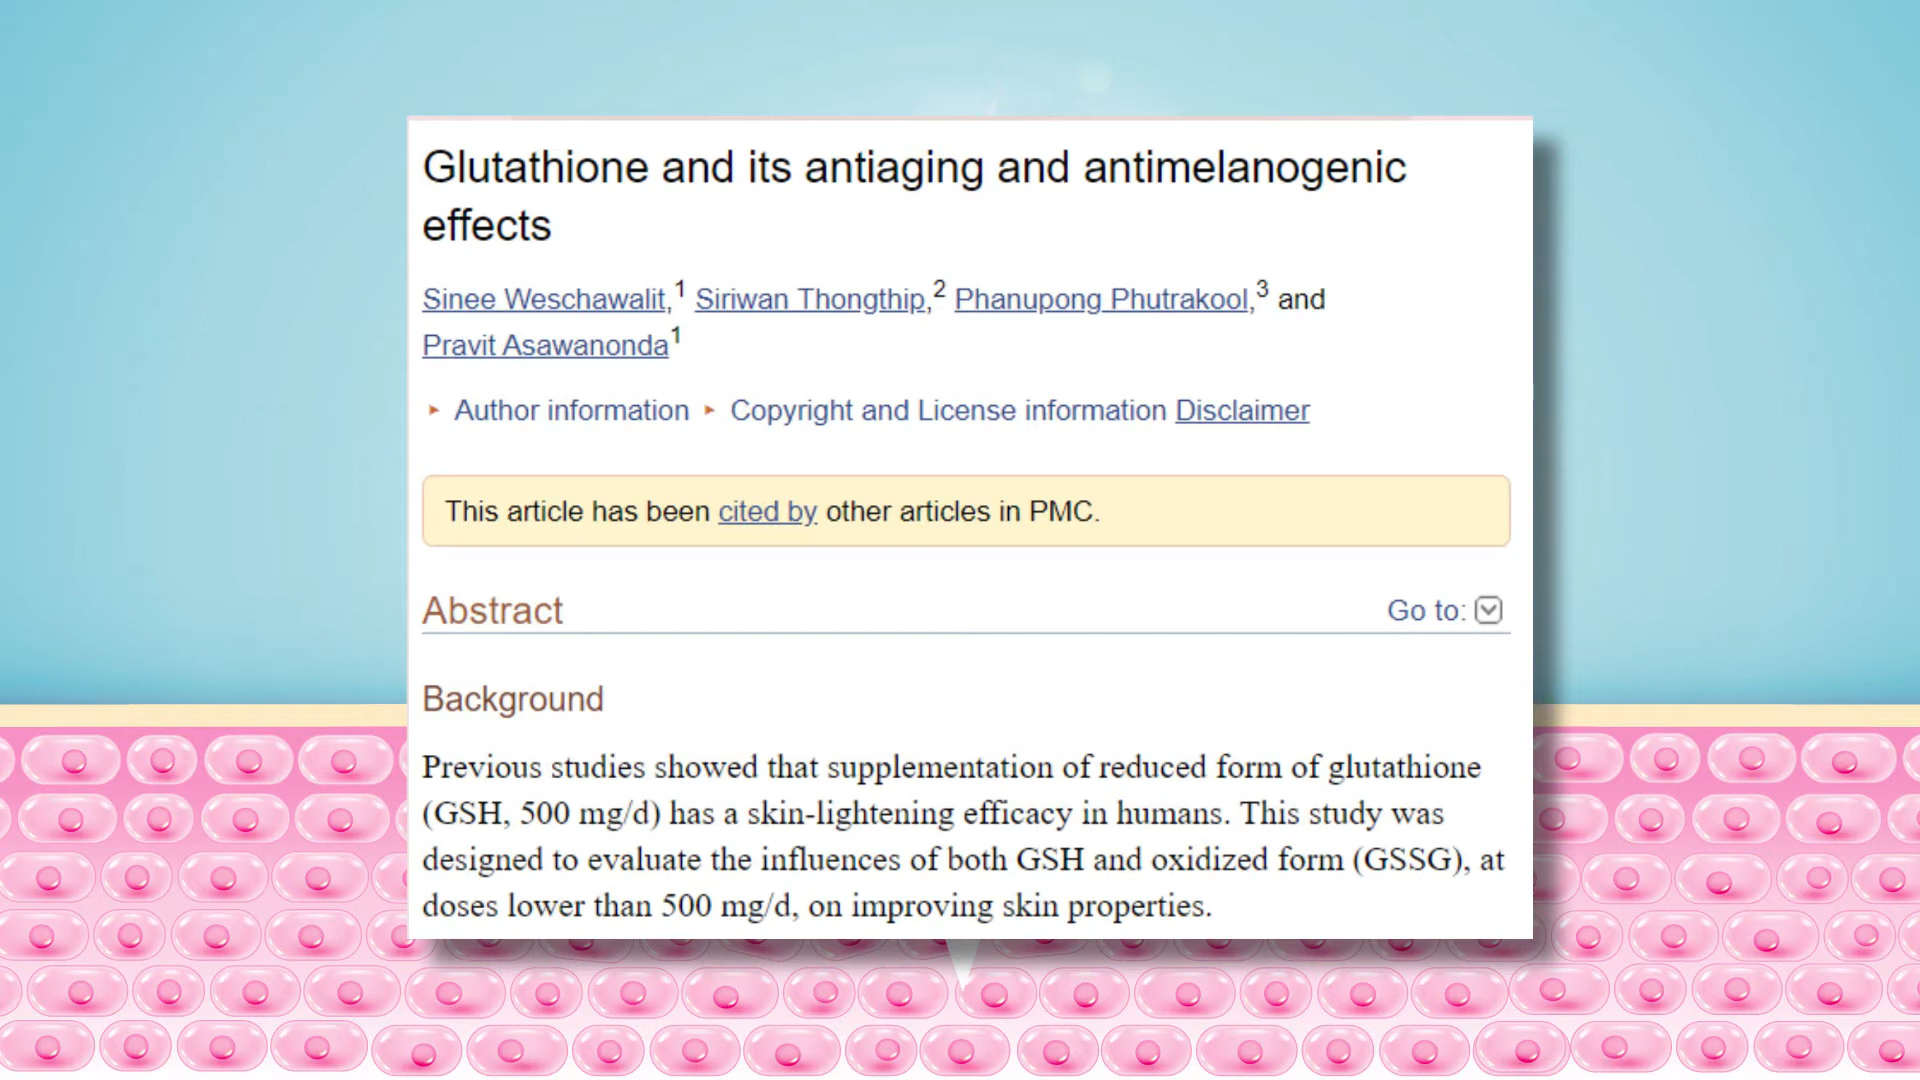 Glutathione and its antiaging and antimelanogenic
effects
Sinee Weschawalit,1 Siriwan Thongthip,2 Phanupong Phutrakool,3 and
Pravit Asawanonda1
▸ Author information ▸ Copyright and License information Disclaimer
This article has been cited by other articles in PMC.
Abstract Go to:
Background
Previous studies showed that supplementation of reduced form of glutathione
(GSH, 500 mg/d) has a skin-lightening efficacy in humans. This study was
designed to evaluate the influences of both GSH and oxidized form (GSSG), at
doses lower than 500 mg/d, on improving skin properties.